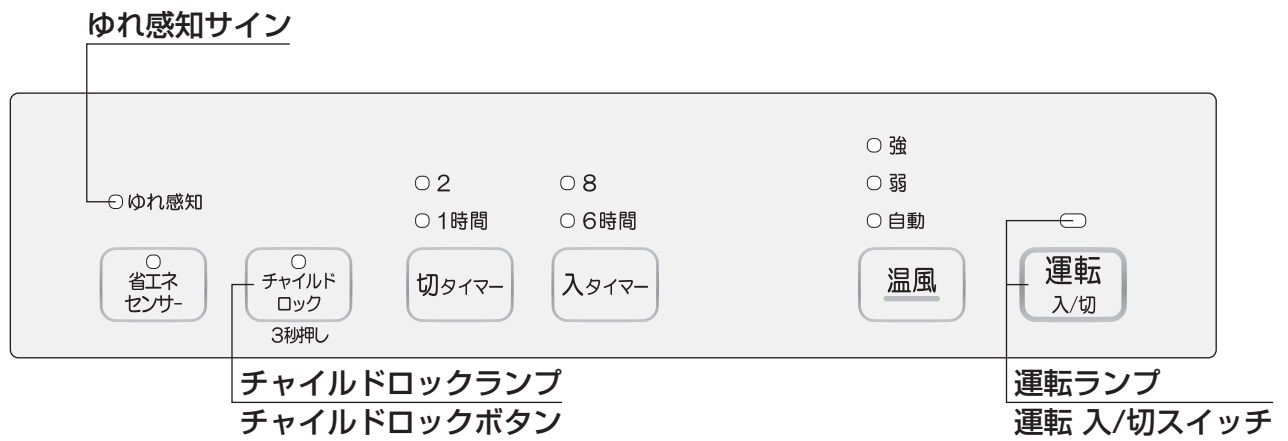 ゆれ感知サイン
強
2
8
弱
ゆれ感知
1時間
6時間
自動
省エネ
センサー
チャイルド
ロック
3秒押し
切タイマー
入タイマー
温風
運転
入/切
チャイルドロックランプ
チャイルドロックボタン
運転ランプ
運転 入/切スイッチ